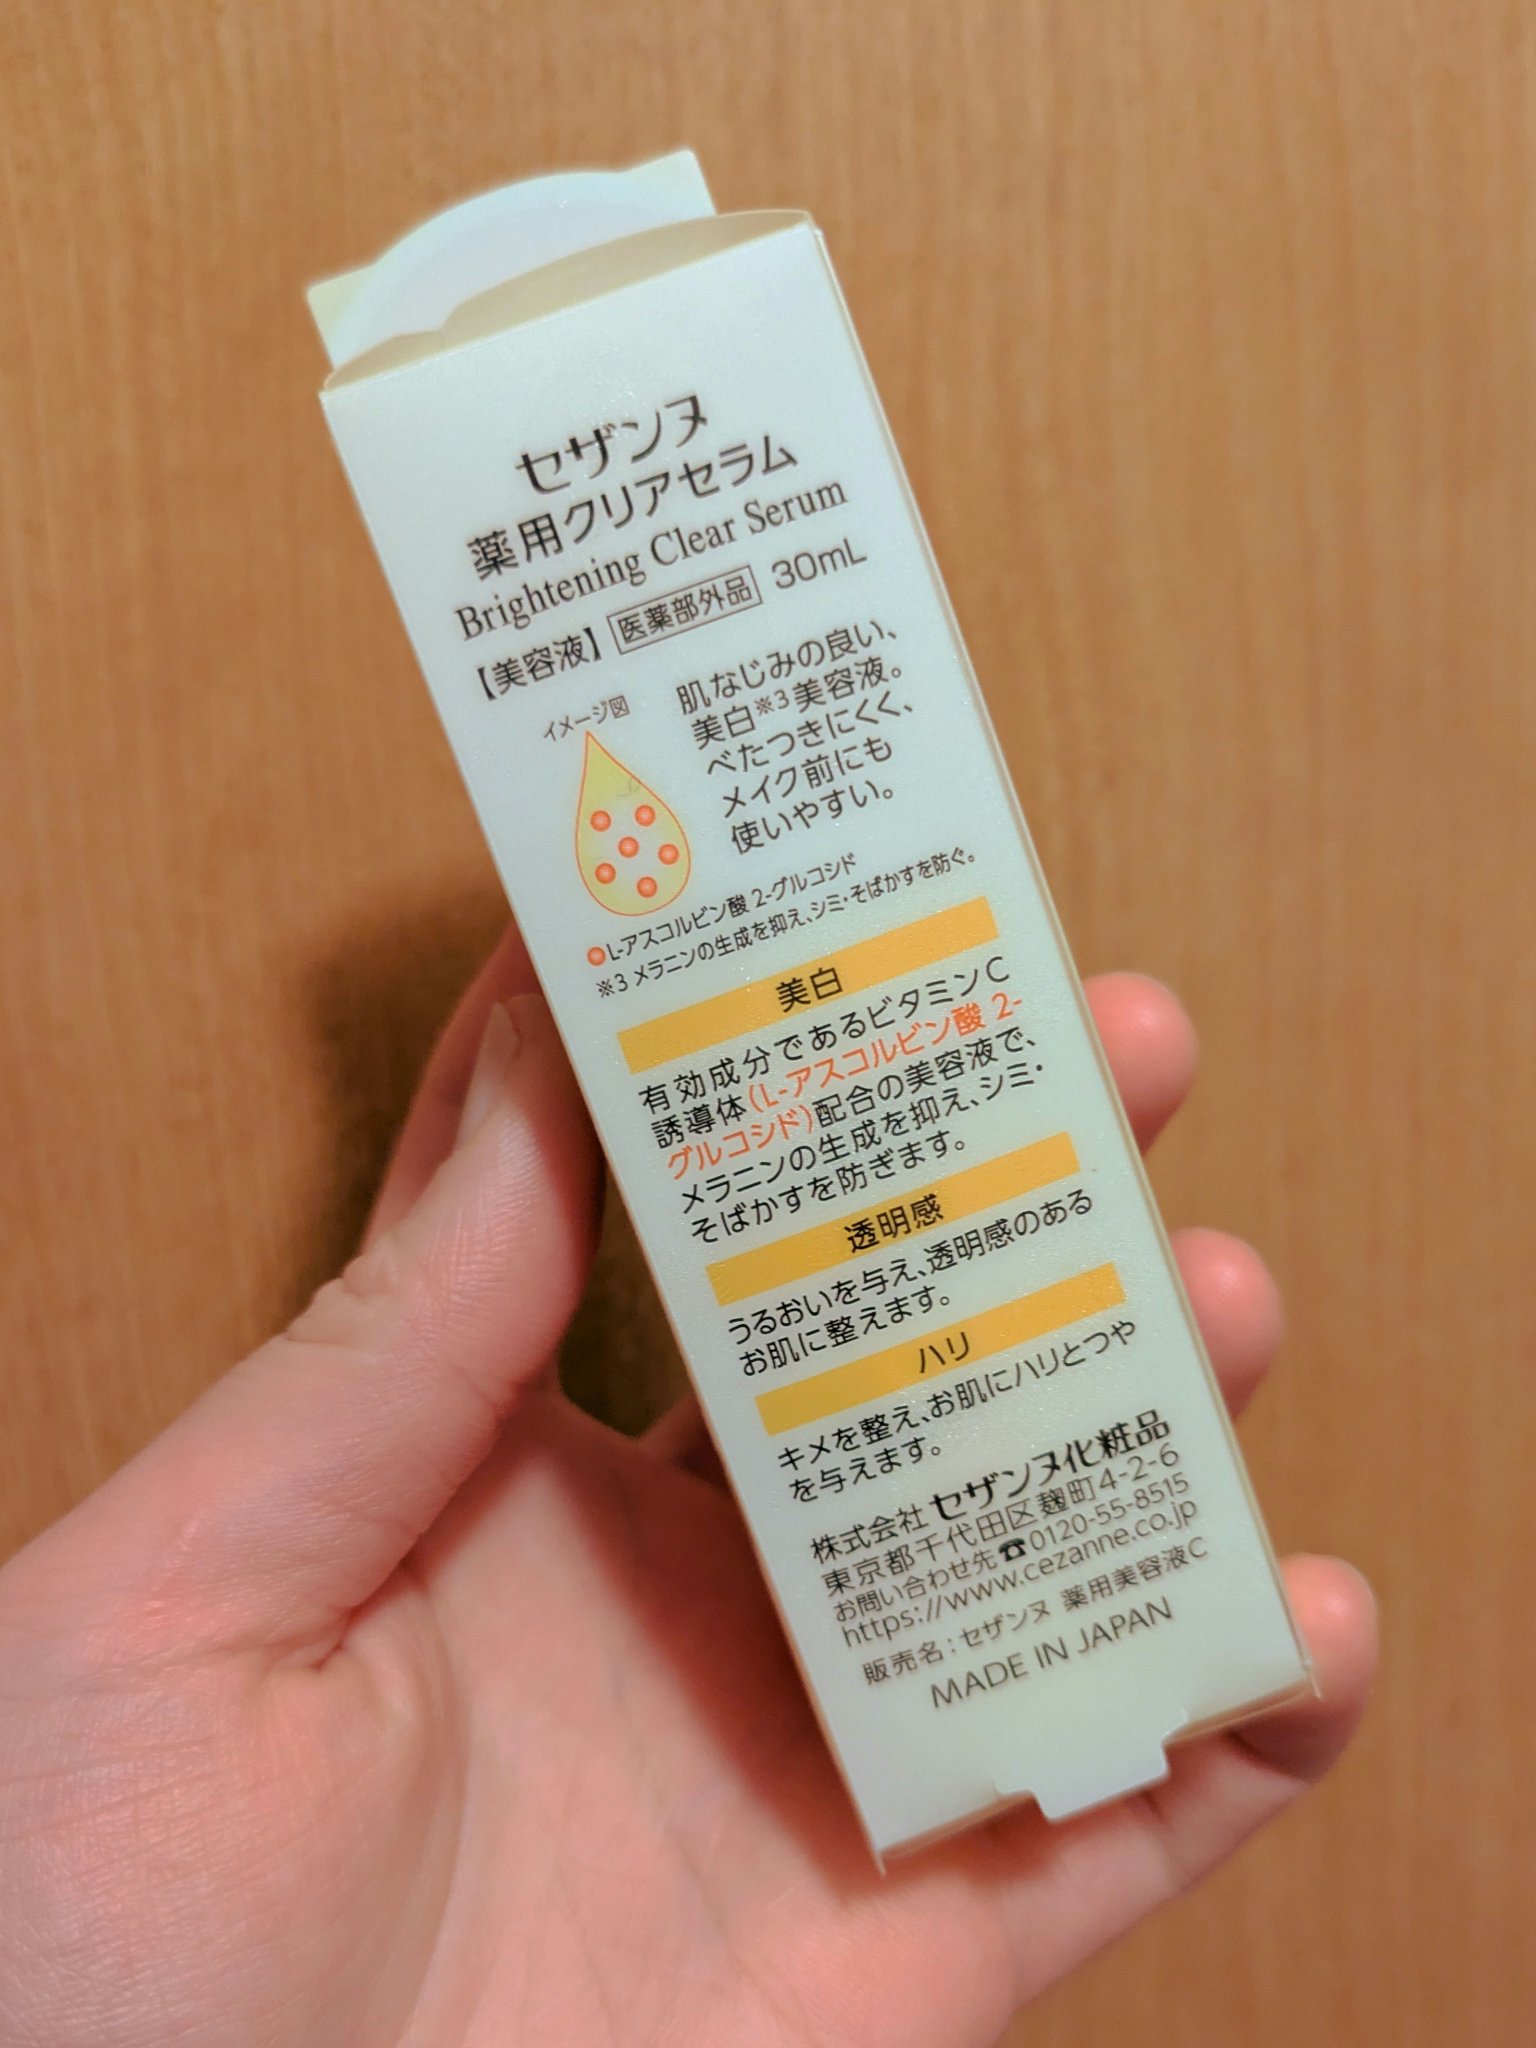 セザンヌ
薬用クリアセラム
Brightening Clear Serum
【美容液】 医薬部外品 30mL
イメージ図
肌なじみの良い、
美白※3美容液。
べたつきにくく、
メイク前にも
使いやすい。
L-アスコルビン酸 2-グルコシド
※3 メラニンの生成を抑え、シミ・そばかすを防ぐ。
美白
有効成分であるビタミンC
誘導体(L-アスコルビン酸 2-
グルコシド)配合の美容液で、
メラニンの生成を抑え、シミ・
そばかすを防ぎます。
透明感
うるおいを与え、透明感のある
お肌に整えます。
ハリ
キメを整え、お肌にハリとつや
を与えます。
株式会社 セザンヌ化粧品
東京都千代田区麹町4-2-6
お問い合わせ先☎0120-55-8515
https://www.cezanne.co.jp
販売名：セザンヌ 薬用美容液C
MADE IN JAPAN